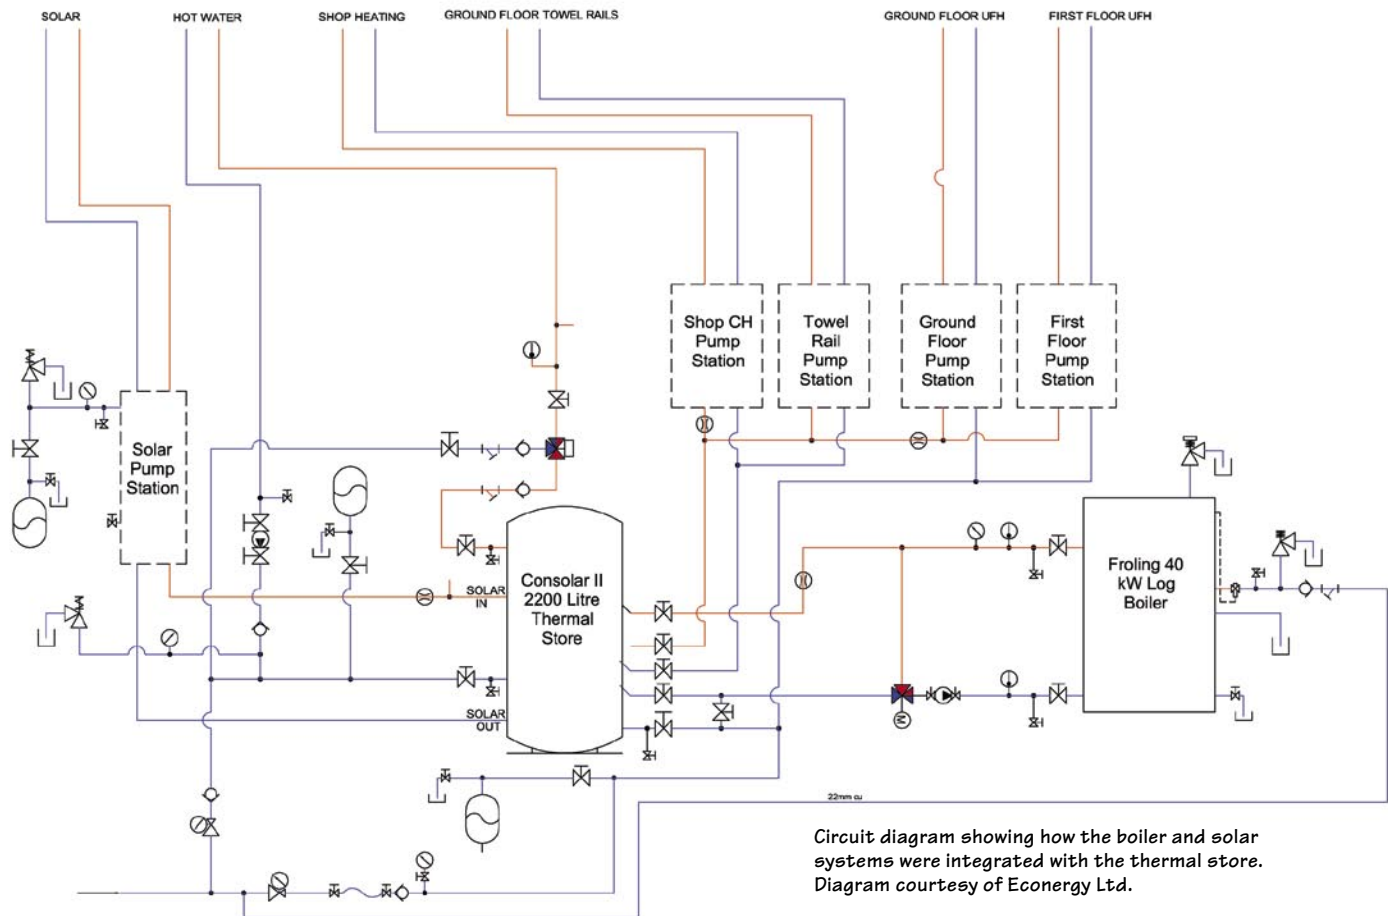 SOLAR
HOT WATER
SHOP HEATING
GROUND FLOOR TOWEL RAILS
GROUND FLOOR UFH
FIRST FLOOR UFH
Shop CH
Pump
Station
Towel
Rail
Pump
Station
Ground
Floor
Pump
Station
First
Floor
Pump
Station
Solar
Pump
Station
SOLAR
IN
Consolar II
2200 Litre
Thermal
Store
Froling 40
kW Log
Boiler
SOLAR
OUT
M
22mm cu
Circuit diagram showing how the boiler and solar
systems were integrated with the thermal store.
Diagram courtesy of Econergy Ltd.